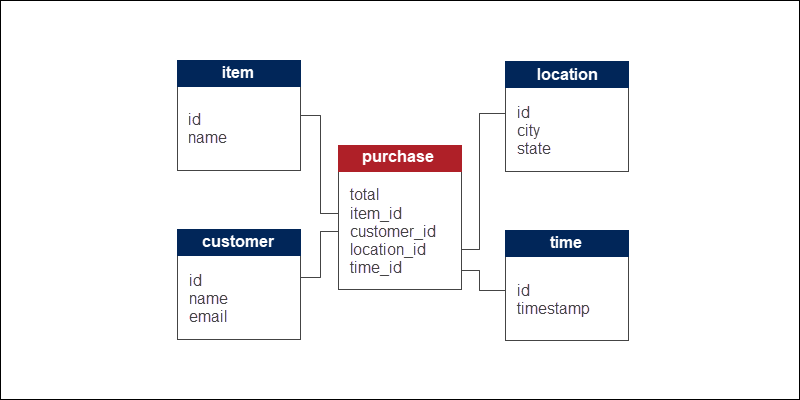 item
id
name
customer
id
name
email
purchase
total
item_id
customer_id
location_id
time_id
location
id
city
state
time
id
timestamp